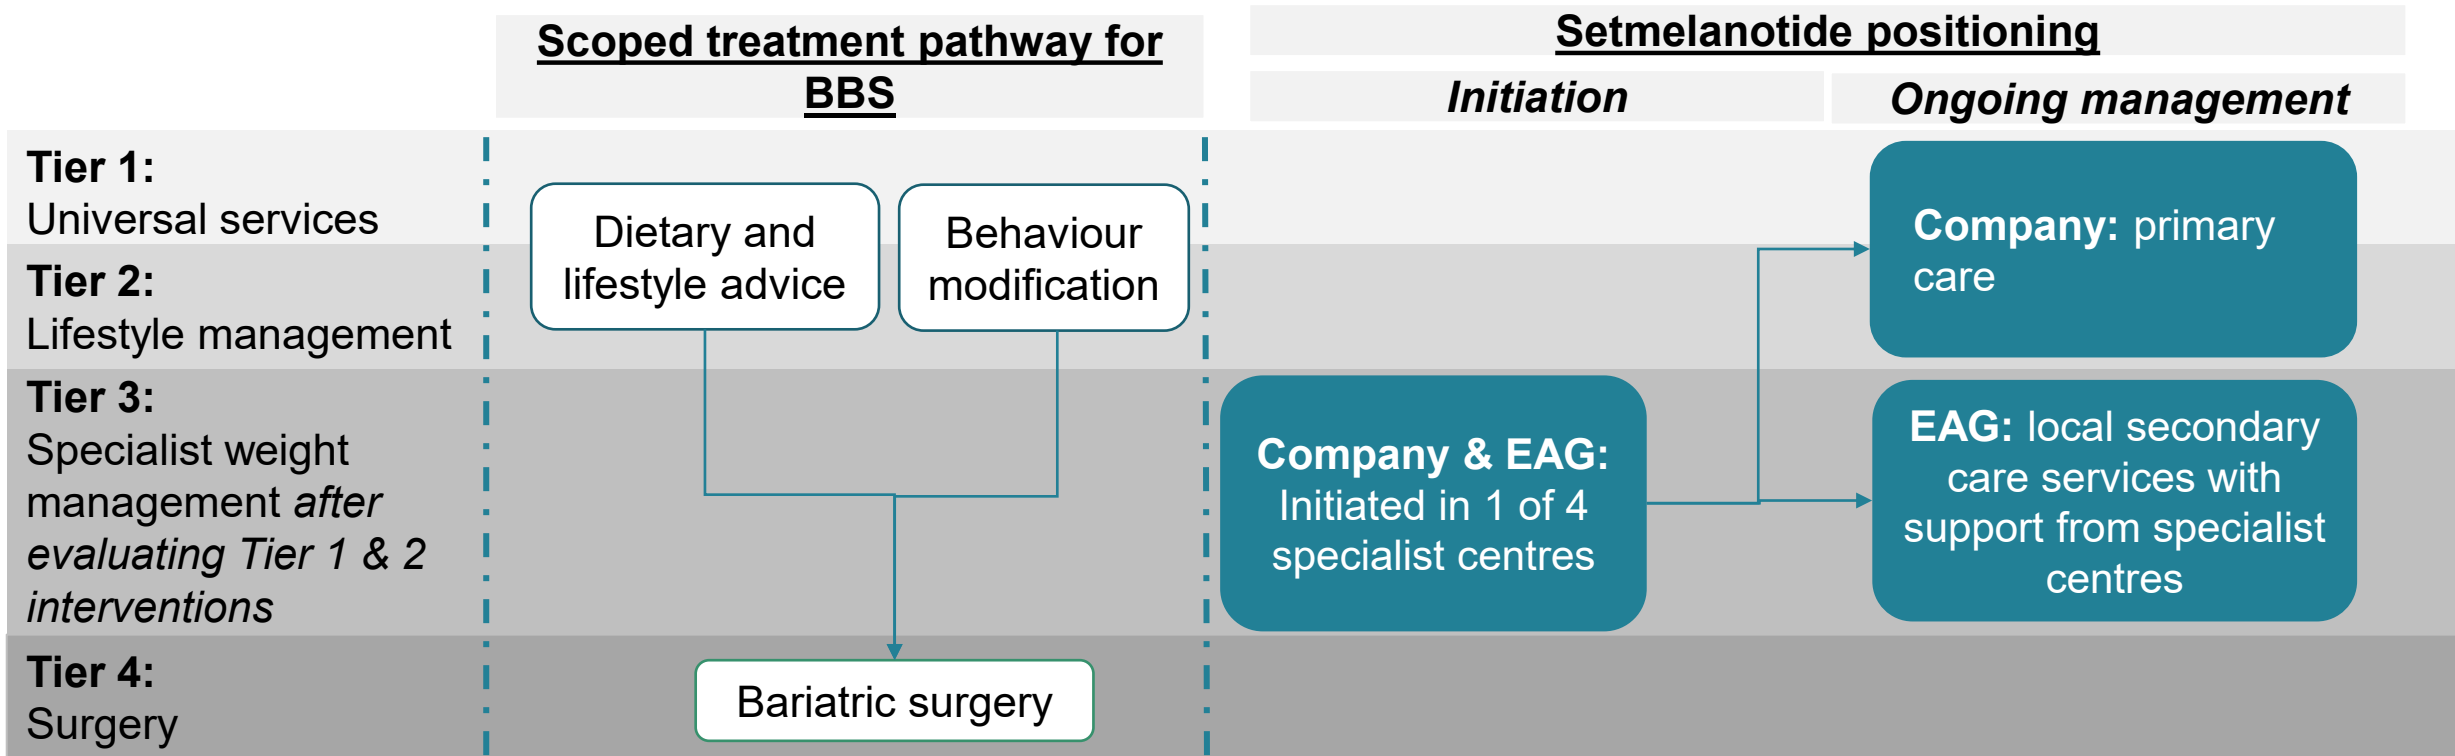 Scoped treatment pathway for
BBS
Setmelanotide positioning
Initiation
Ongoing management
Tier 1:
Universal services
Tier 2:
Lifestyle management
Tier 3:
Specialist weight
management after
evaluating Tier 1 & 2
interventions
Tier 4:
Surgery
Dietary and
lifestyle advice
Behaviour
modification
Bariatric surgery
Company & EAG:
Initiated in 1 of 4
specialist centres
Company: primary
care
EAG: local secondary
care services with
support from specialist
centres